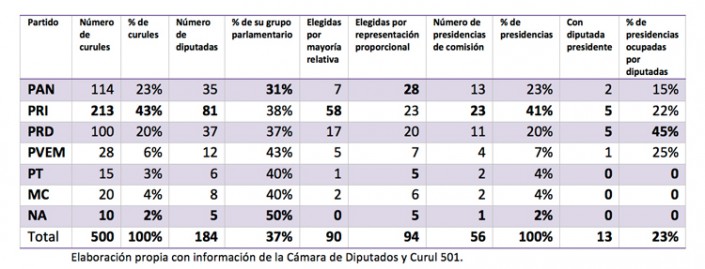 Partido Número de curules % de curules Número de diputadas % de su grupo parlamentario Elegidas por mayoría relativa Elegidas por representación proporcional Número de presidencias de comisión % de presidencias Con diputada presidente % de presidencias ocupadas por diputadas
PAN 114 23% 35 31% 7 28 13 23% 2 15%
PRI 213 43% 81 38% 58 23 23 41% 5 22%
PRD 100 20% 37 37% 17 20 11 20% 5 45%
PVEM 28 6% 12 43% 5 7 4 7% 1 25%
PT 15 3% 6 40% 1 5 2 4% 0 0
MC 20 4% 8 40% 2 6 2 4% 0 0
NA 10 2% 5 50% 0 5 1 2% 0 0
Total 500 100% 184 37% 90 94 56 100% 13 23%
Elaboración propia con información de la Cámara de Diputados y Curul 501.